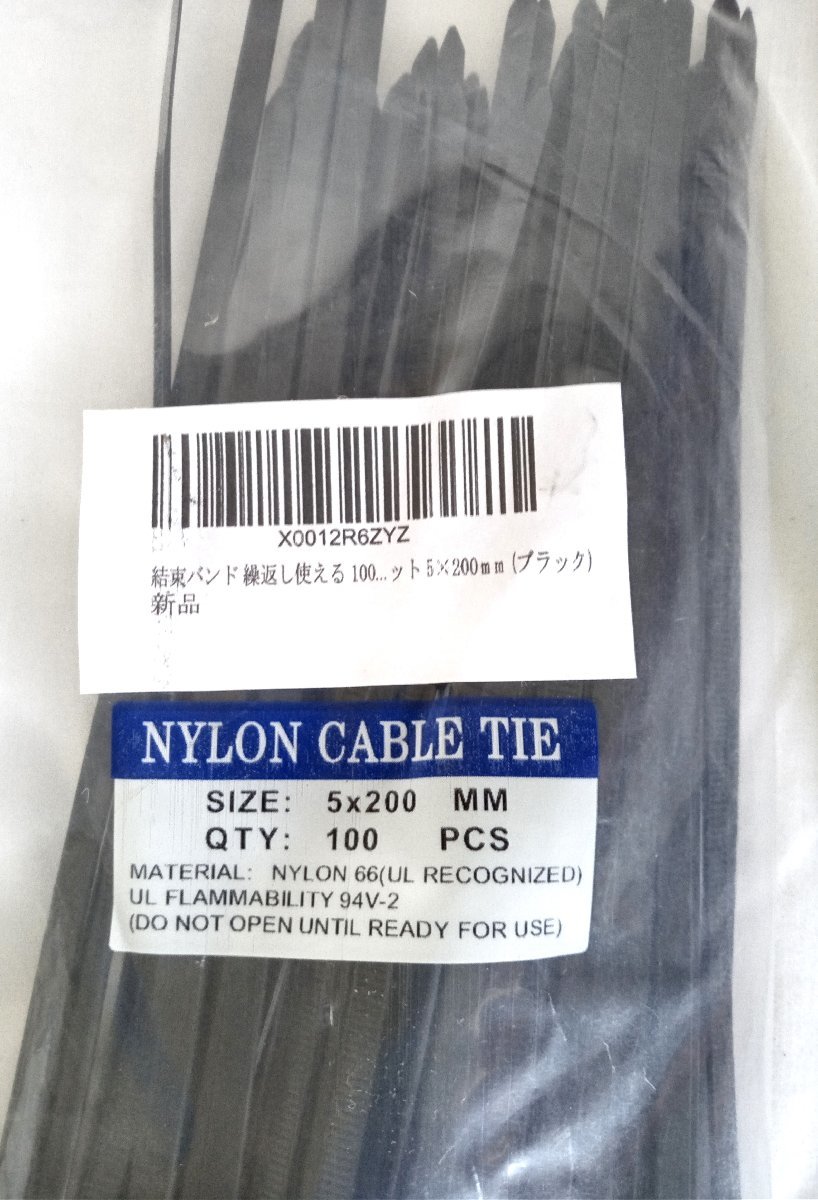 X0012R6ZYZ
結束バンド 繰返し使える 100...ット 5×200mm (ブラック)
新品
NYLON CABLE TIE
SIZE: 5x200 MM
QTY: 100 PCS
MATERIAL: NYLON 66(UL RECOGNIZED)
UL FLAMMABILITY 94V-2
(DO NOT OPEN UNTIL READY FOR USE)